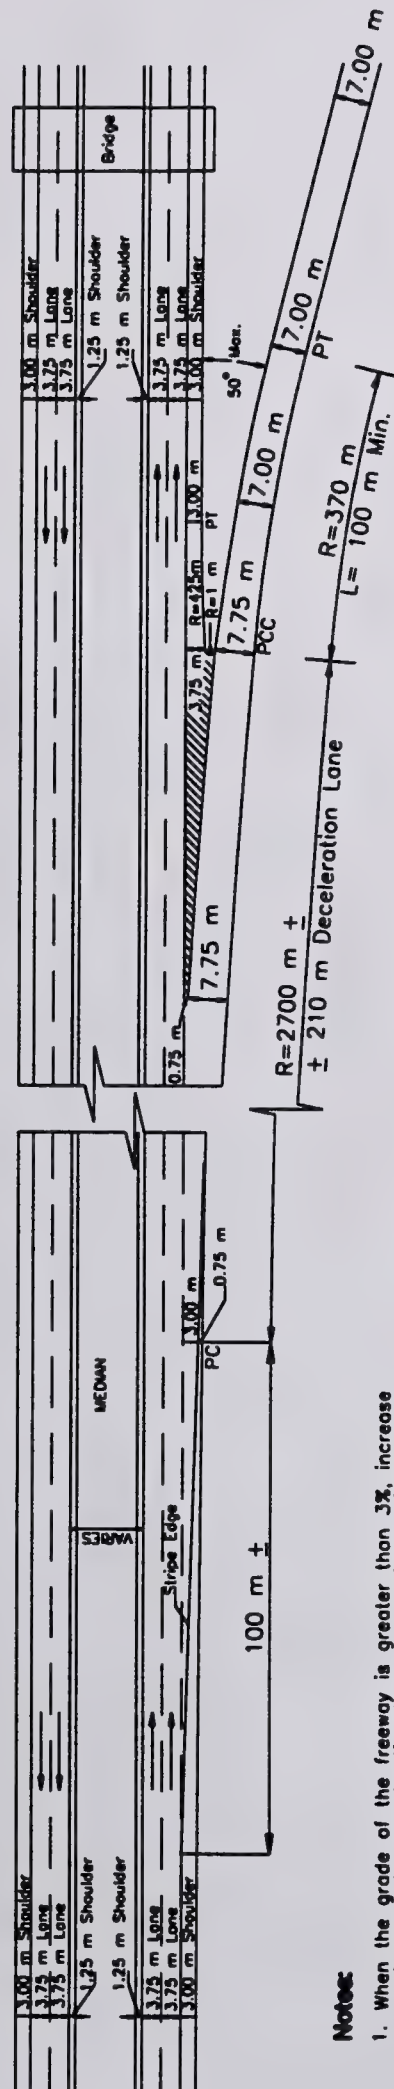 3.00 m Shoulder
3.75 m Lane
3.75 m Lane
1.25 m Shoulder
1.25 m Shoulder
3.75 m Lane
3.75 m Lane
3.00 m Shoulder
VARIES
MEDIAN
Stripe Edge
3.00 m
PC
0.75 m
100 m ±
3.00 m Shoulder
3.75 m Lane
3.75 m Lane
1.25 m Shoulder
1.25 m Shoulder
3.75 m Lane
3.75 m Lane
3.00 m Shoulder
Bridge
0.75 m
7.75 m
3.75 m
R=425m
R=1 m
3.00 m
PT
50° Max.
7.75 m
PCC
7.00 m
7.00 m
PT
7.00 m
7.00 m
R=2700 m ±
± 210 m Deceleration Lane
R=370 m
L= 100 m Min.
Notes:
1. When the grade of the freeway is greater than 3%, increase